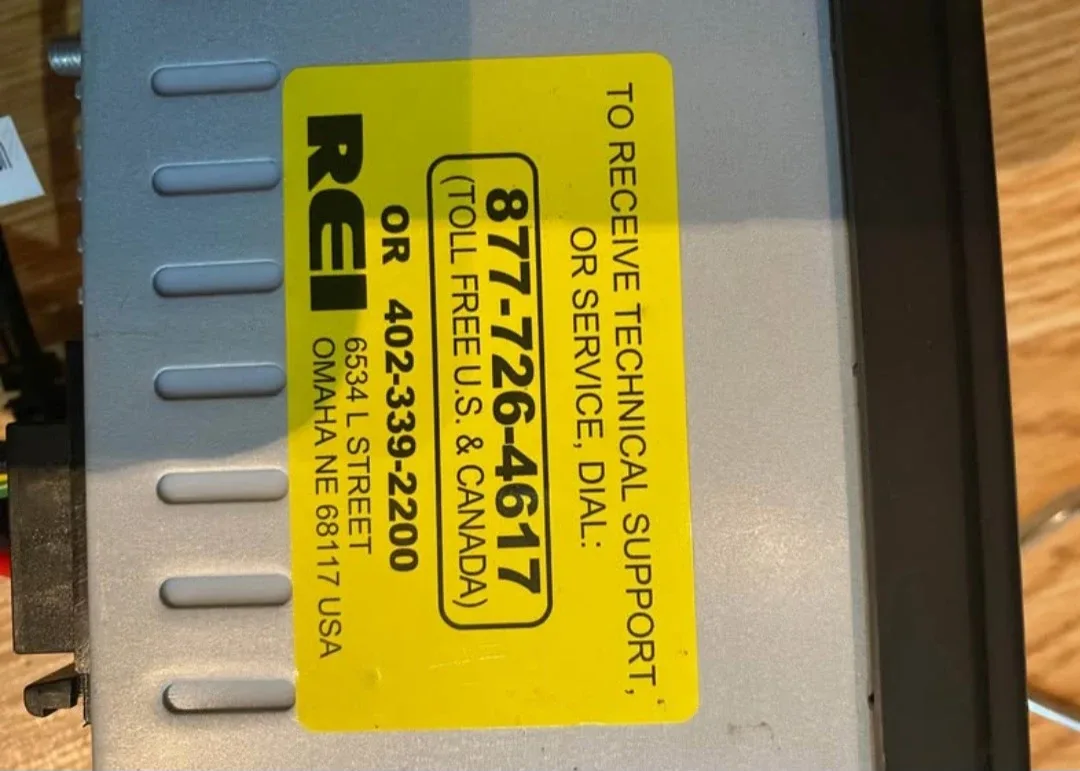 TO RECEIVE TECHNICAL SUPPORT,
OR SERVICE, DIAL:
877-726-4617
(TOLL FREE U.S. & CANADA)
OR 402-339-2200
REI
6534 L STREET
OMAHA NE 68117 USA